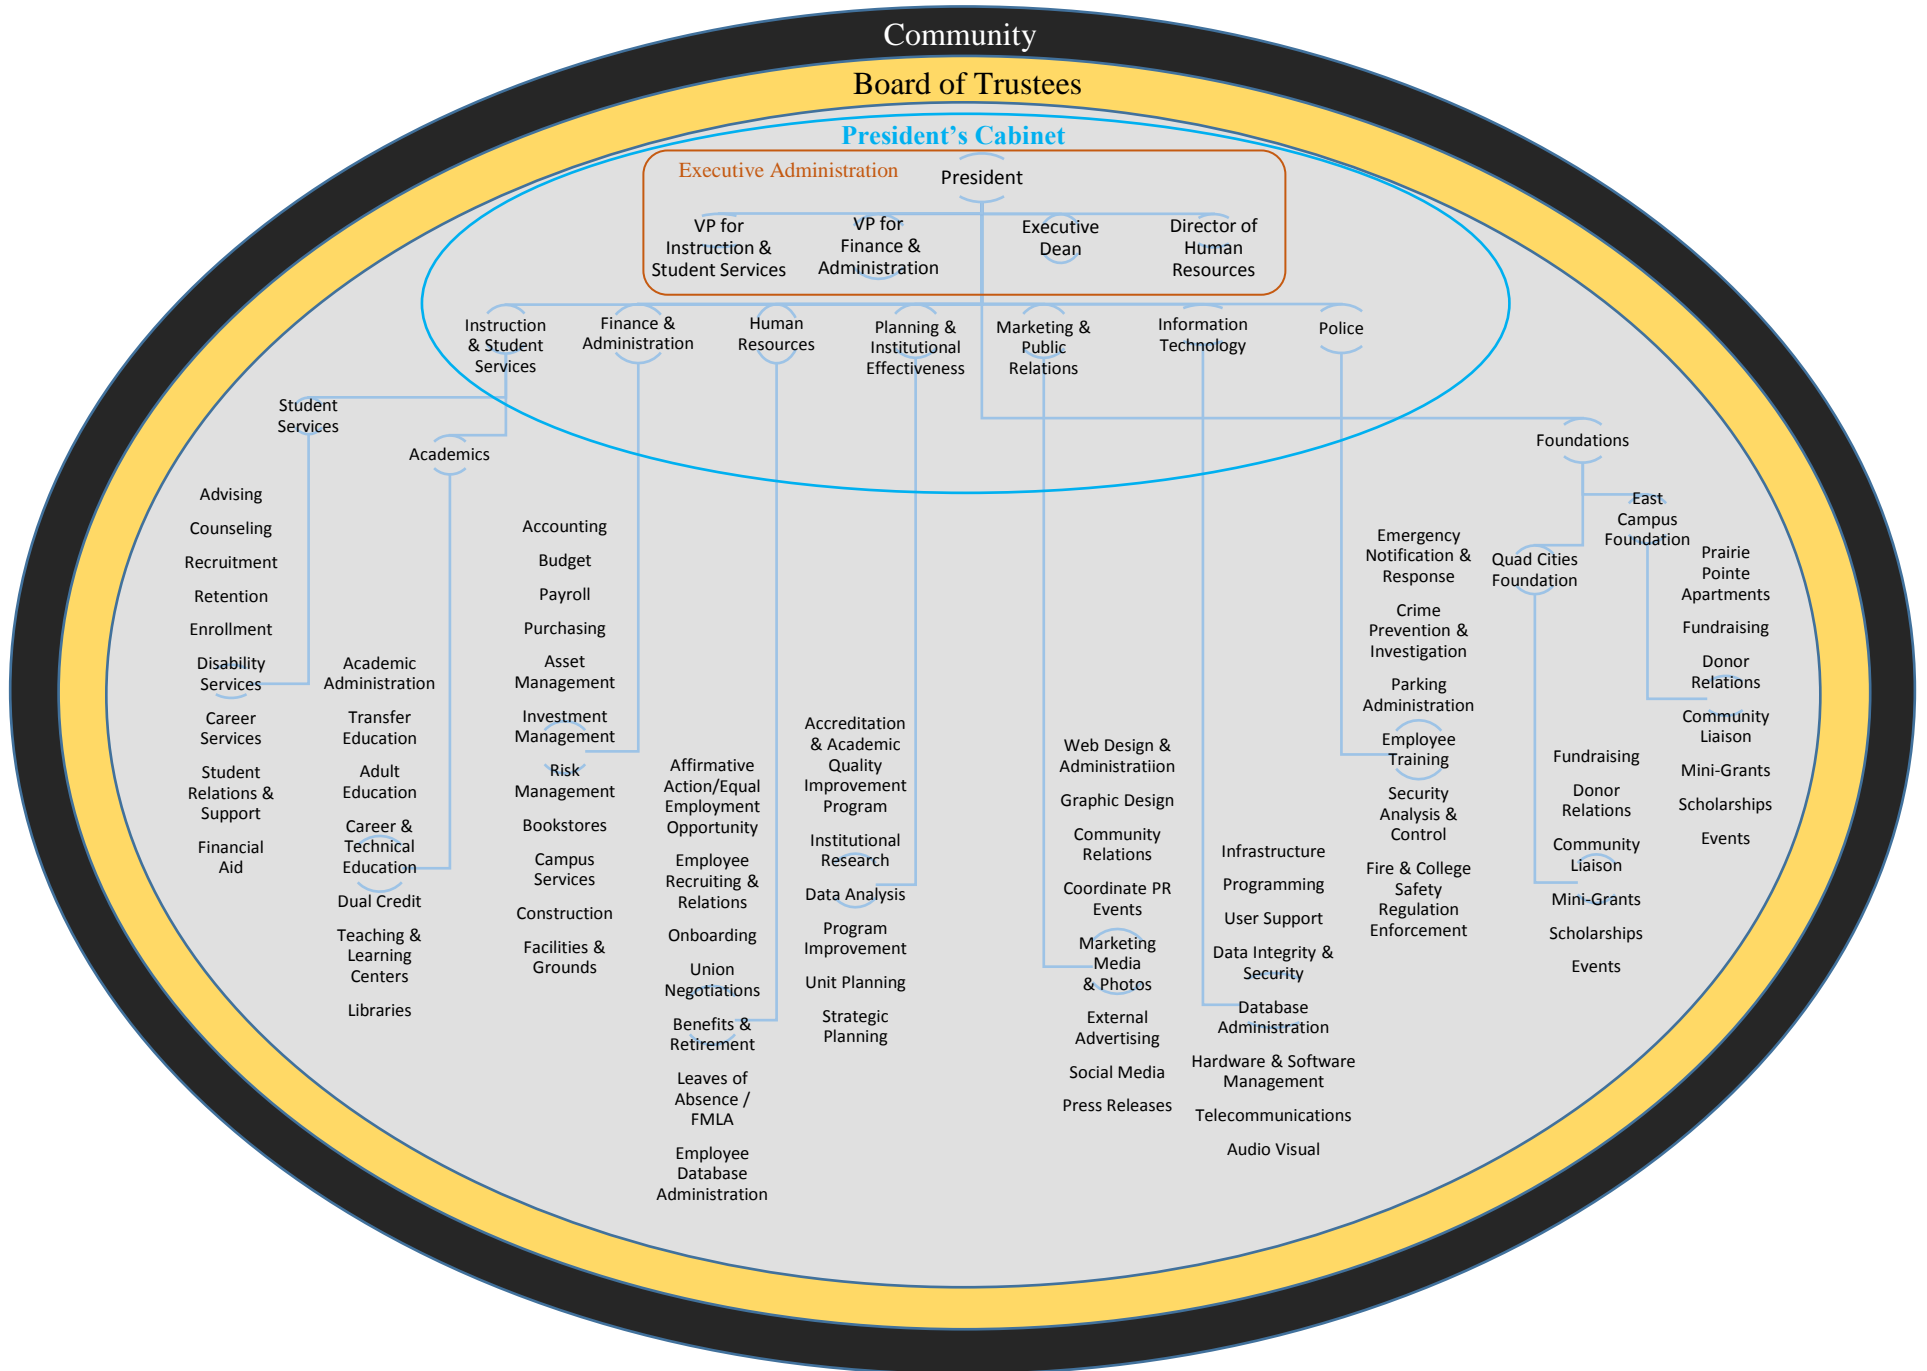 Community
Board of Trustees
President's Cabinet
Executive Administration
President
VP for
Instruction &
Student Services
VP for
Finance &
Administration
Executive
Dean
Director of
Human
Resources
Instruction
& Student
Services
Finance &
Administration
Human
Resources
Planning &
Institutional
Effectiveness
Marketing &
Public
Relations
Information
Technology
Police
Student
Services
Academics
Foundations
East
Campus
Foundation
Quad Cities
Foundation
Advising
Counseling
Recruitment
Retention
Enrollment
Disability
Services
Career
Services
Student
Relations &
Support
Financial
Aid
Academic
Administration
Transfer
Education
Adult
Education
Career &
Technical
Education
Dual Credit
Teaching &
Learning
Centers
Libraries
Accounting
Budget
Payroll
Purchasing
Asset
Management
Investment
Management
Risk
Management
Bookstores
Campus
Services
Construction
Facilities &
Grounds
Affirmative
Action/Equal
Employment
Opportunity
Employee
Recruiting &
Relations
Onboarding
Union
Negotiations
Benefits &
Retirement
Leaves of
Absence /
FMLA
Employee
Database
Administration
Accreditation
& Academic
Quality
Improvement
Program
Institutional
Research
Data Analysis
Program
Improvement
Unit Planning
Strategic
Planning
Web Design &
Administratiion
Graphic Design
Community
Relations
Coordinate PR
Events
Marketing
Media
& Photos
External
Advertising
Social Media
Press Releases
Infrastructure
Programming
User Support
Data Integrity &
Security
Database
Administration
Hardware & Software
Management
Telecommunications
Audio Visual
Emergency
Notification &
Response
Crime
Prevention &
Investigation
Parking
Administration
Employee
Training
Security
Analysis &
Control
Fire & College
Safety
Regulation
Enforcement
Fundraising
Donor
Relations
Community
Liaison
Mini-Grants
Scholarships
Events
Prairie
Pointe
Apartments
Fundraising
Donor
Relations
Community
Liaison
Mini-Grants
Scholarships
Events